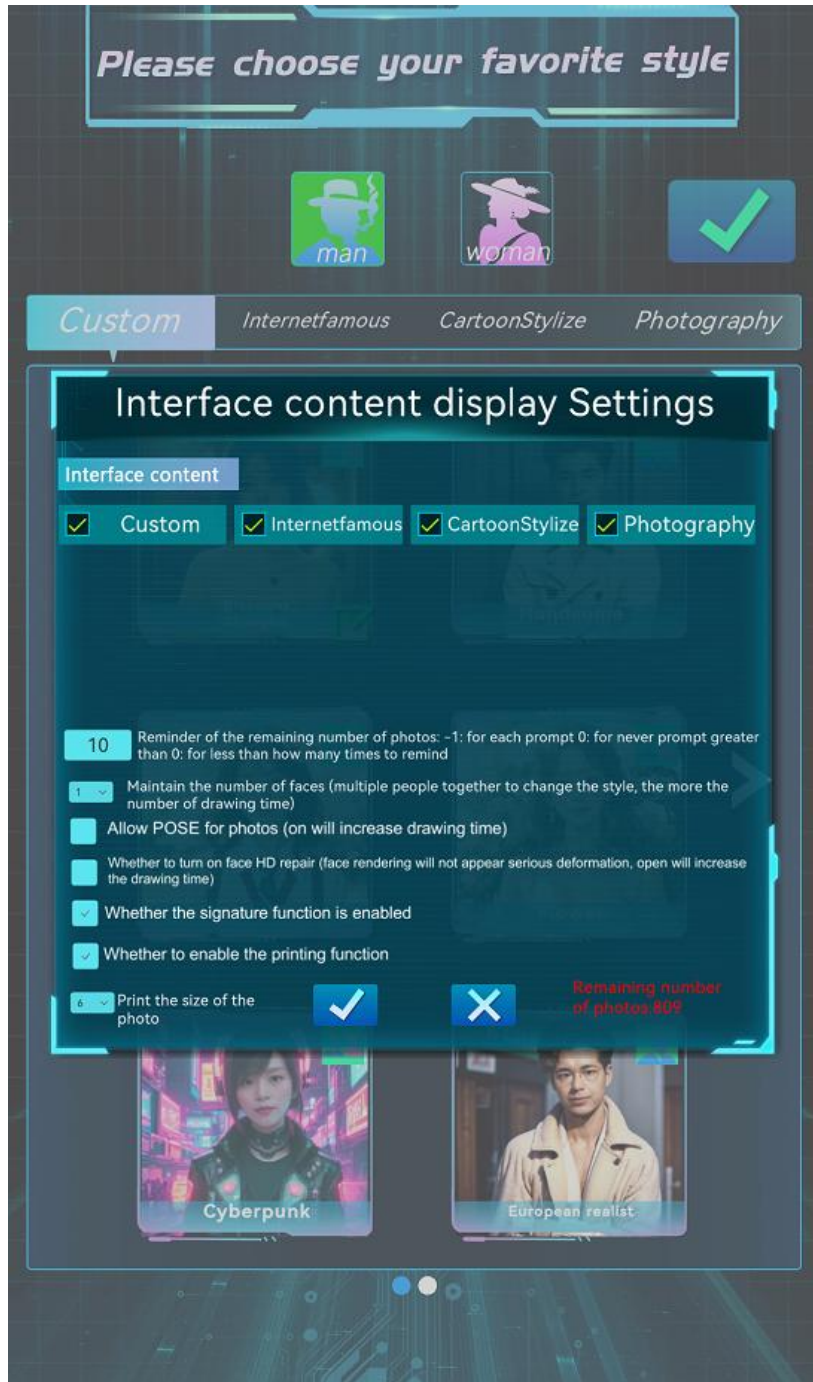 Please choose your favorite style
man
woman
Custom
Internetfamous
CartoonStylize
Photography
Interface content display Settings
Interface content
Custom
Internetfamous
CartoonStylize
Photography
10
Reminder of the remaining number of photos: -1: for each prompt 0: for never prompt greater
than 0: for less than how many times to remind
1
Maintain the number of faces (multiple people together to change the style, the more the
number of drawing time)
Allow POSE for photos (on will increase drawing time)
Whether to turn on face HD repair (face rendering will not appear serious deformation, open will increase
the drawing time)
Whether the signature function is enabled
Whether to enable the printing function
6
Print the size of the
photo
Remaining number
of photos:809
Cyberpunk
European realist